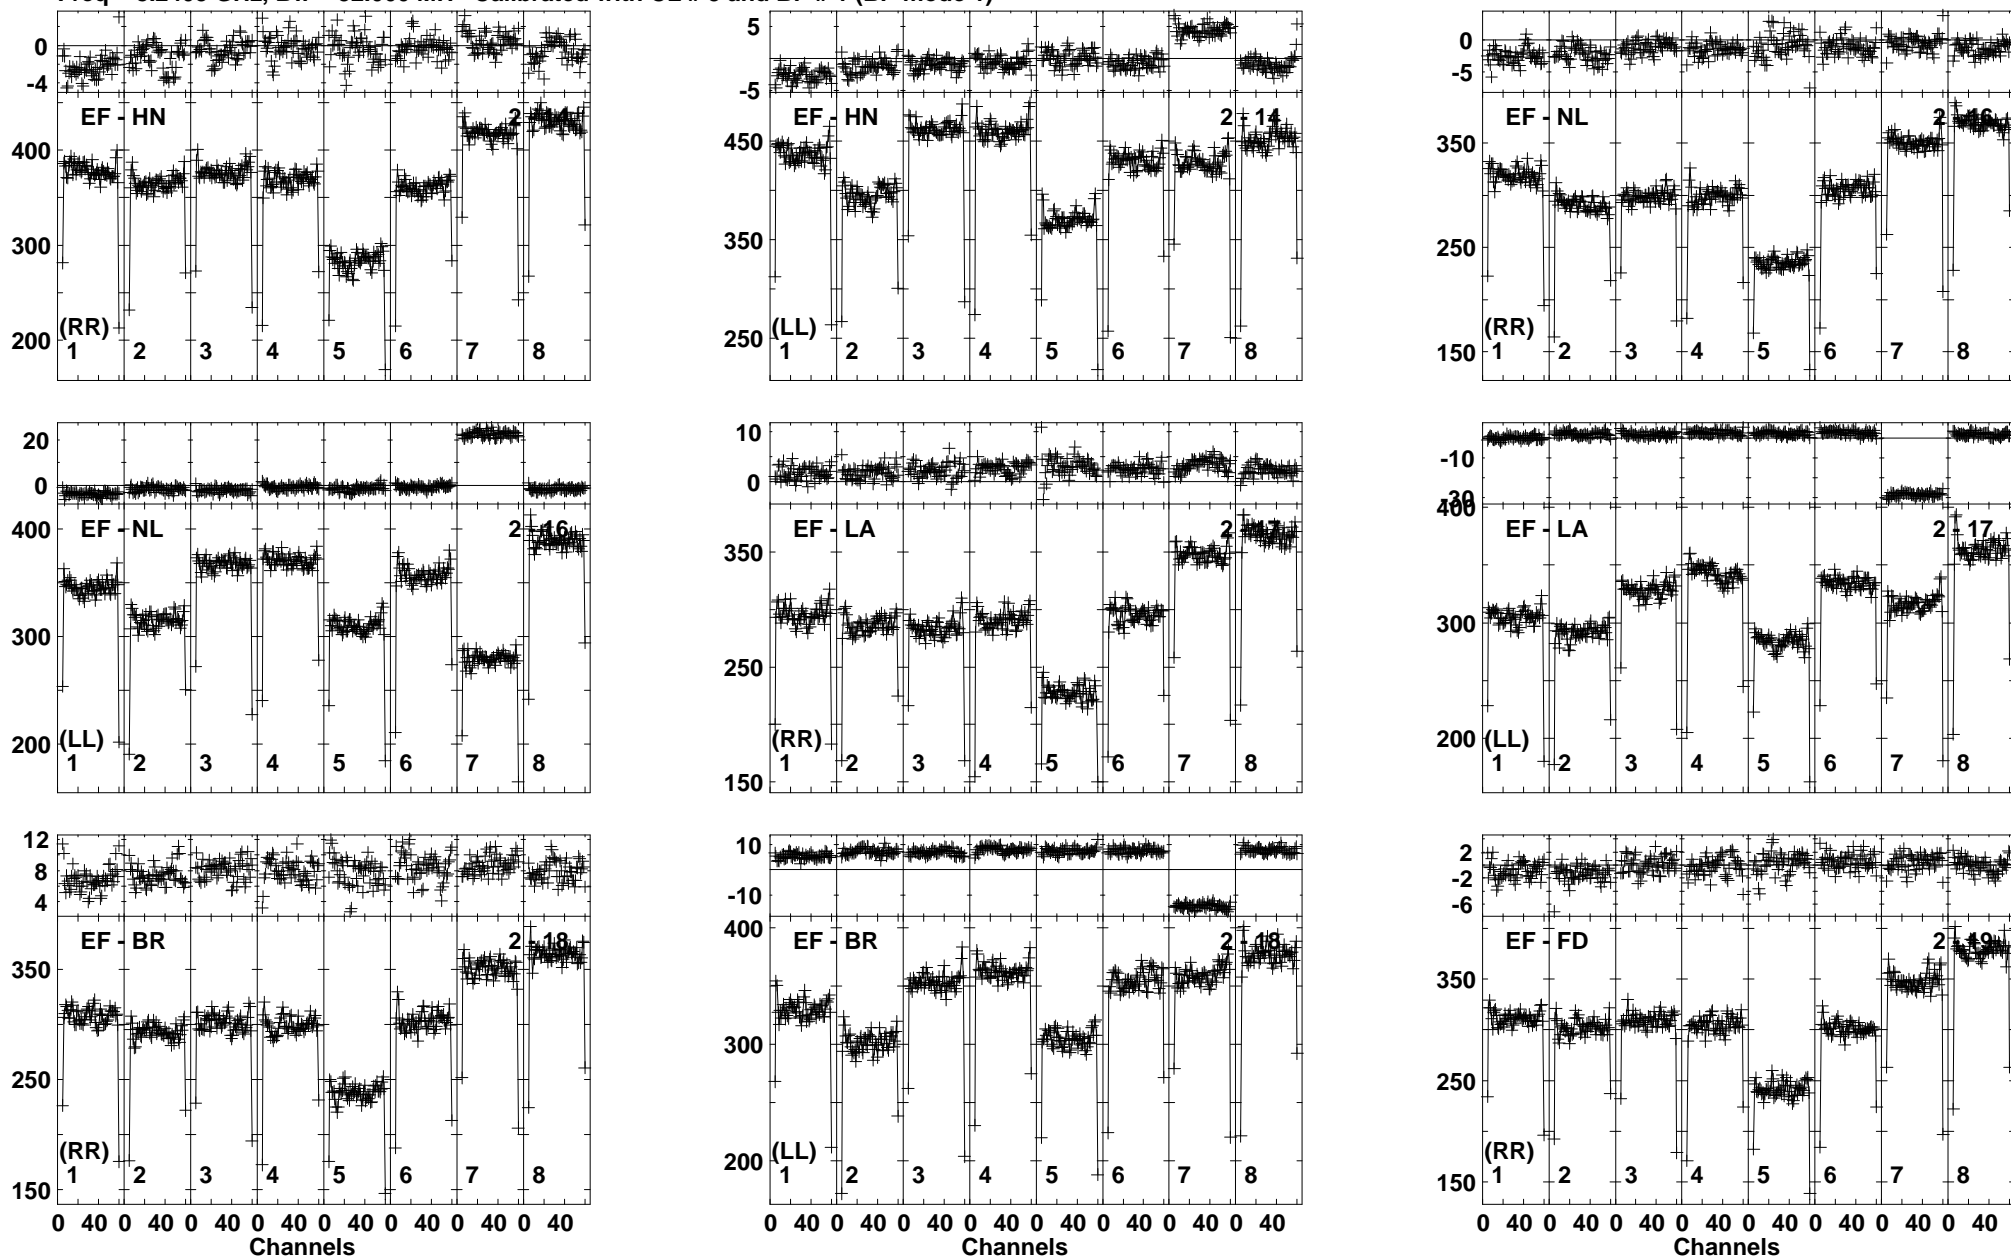 0 -4 EF - HN 2 - 14 400 300 200 (RR) 1 2 3 4 5 6 7 8
5 -5 EF - HN 2 - 14 450 350 250 (LL) 1 2 3 4 5 6 7 8
0 -5 EF - NL 2 - 16 350 250 150 (RR) 1 2 3 4 5 6 7 8
20 0 EF - NL 2 - 16 400 300 200 (LL) 1 2 3 4 5 6 7 8
10 5 0 EF - LA 2 - 17 350 250 150 (RR) 1 2 3 4 5 6 7 8
-10 -30 400 EF - LA 2 - 17 300 200 (LL) 1 2 3 4 5 6 7 8
12 8 4 EF - BR 2 - 18 350 250 150 (RR) 1 2 3 4 5 6 7 8
10 -10 EF - BR 2 - 18 400 300 200 (LL) 1 2 3 4 5 6 7 8
2 -2 -6 EF - FD 2 - 19 350 250 150 (RR) 1 2 3 4 5 6 7 8
0 40 0 40 0 40 0 40 0 40 0 40 0 40 0 40
Channels
0 40 0 40 0 40 0 40 0 40 0 40 0 40 0 40
Channels
0 40 0 40 0 40 0 40 0 40 0 40 0 40 0 40
Channels